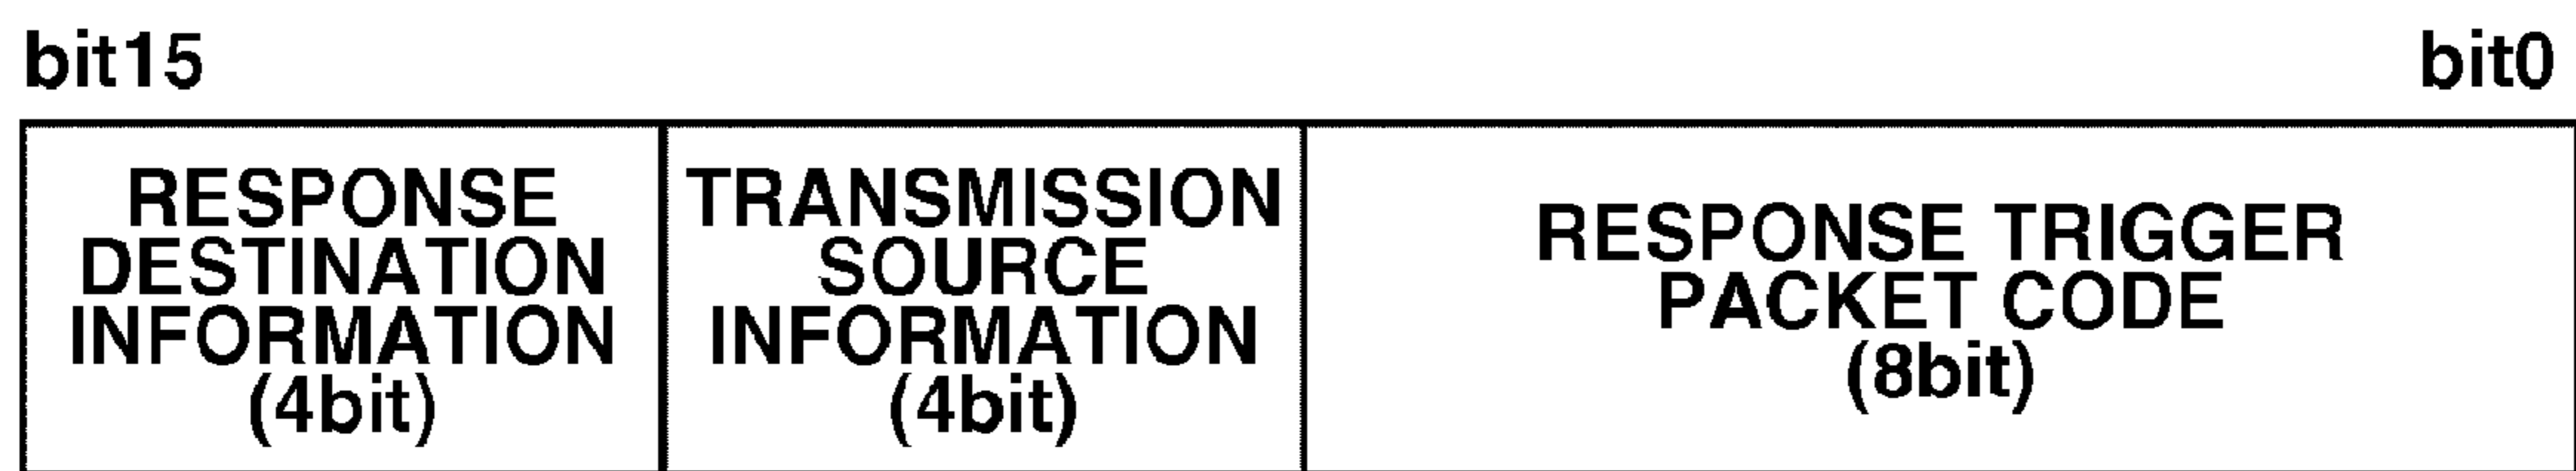 bit15 bit0
RESPONSE
DESTINATION
INFORMATION
(4bit)
TRANSMISSION
SOURCE
INFORMATION
(4bit)
RESPONSE TRIGGER
PACKET CODE
(8bit)